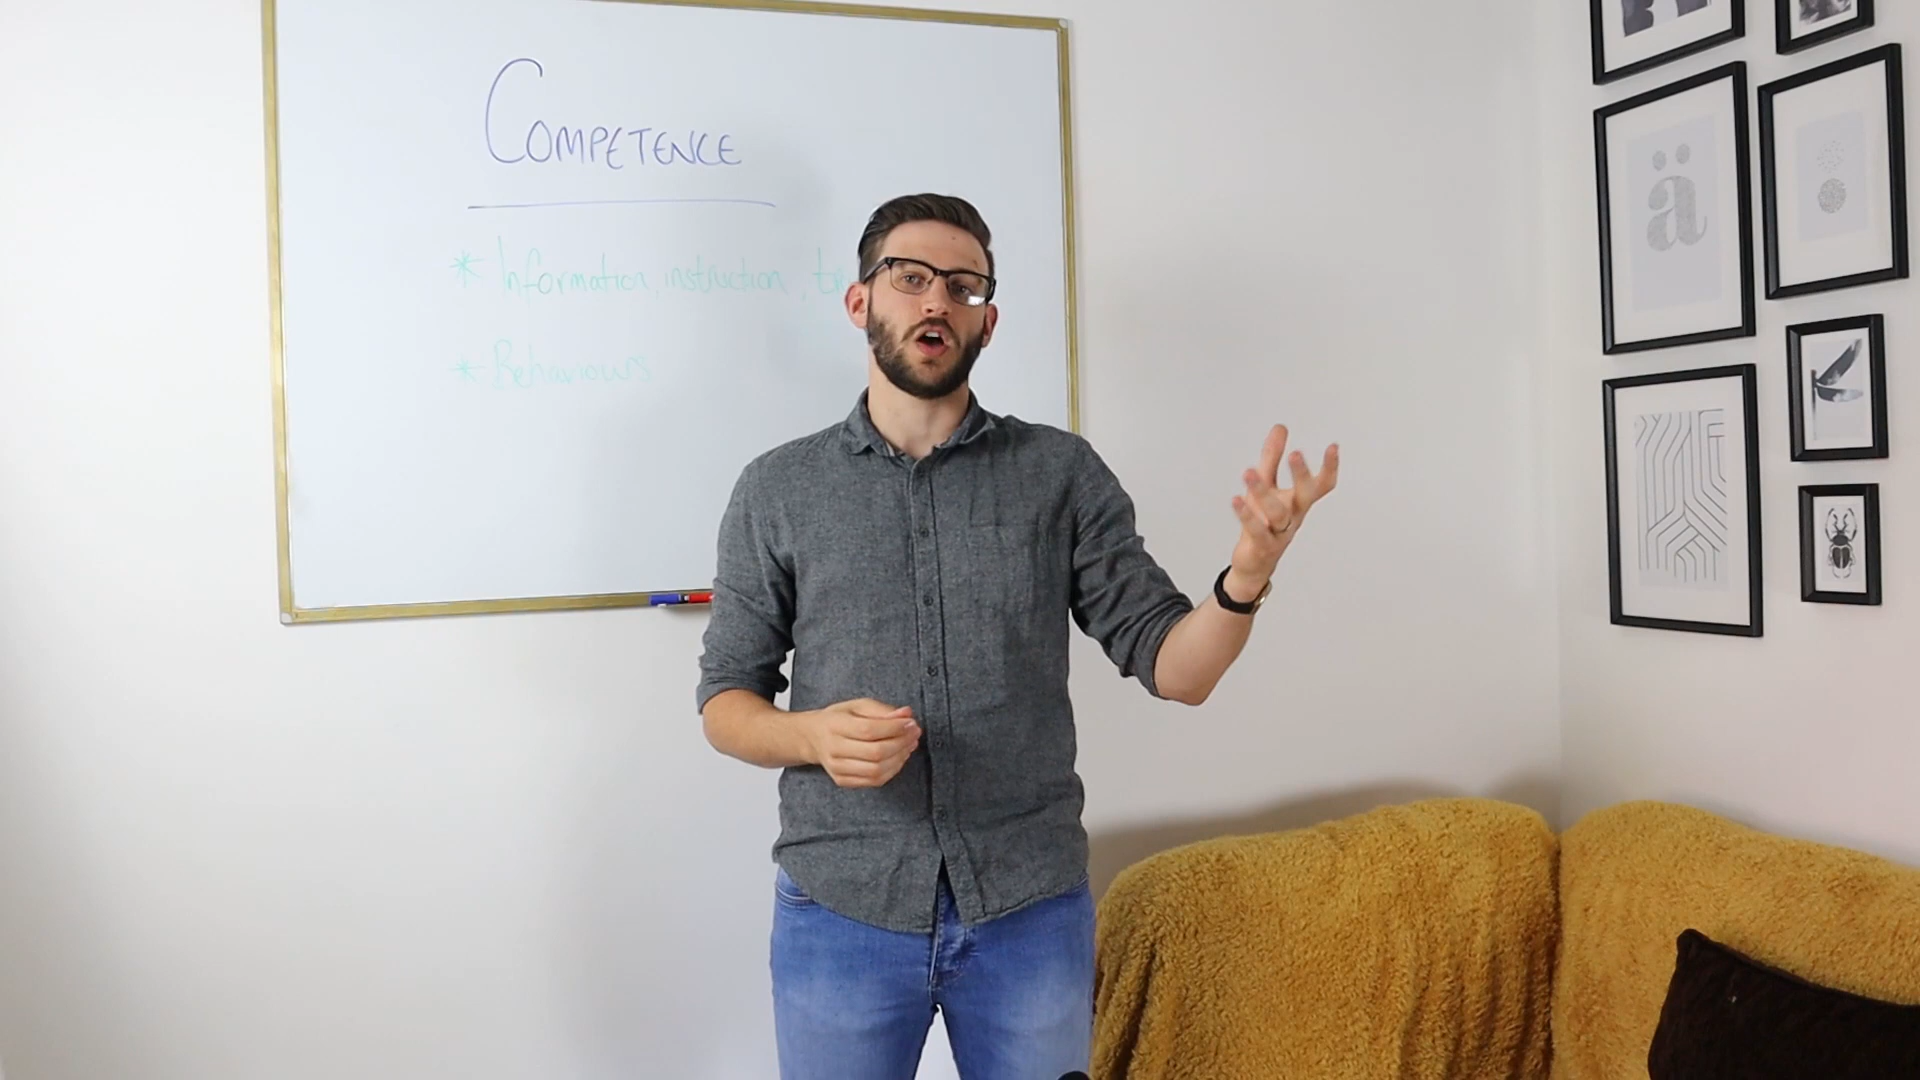 COMPETENCE
* Information, instruction, 
* Behaviours
ä